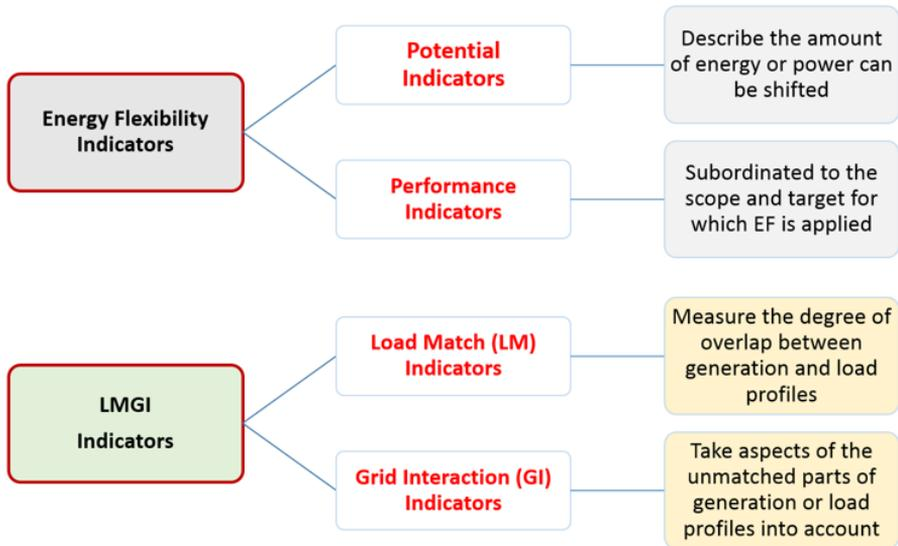 Energy Flexibility
Indicators
Potential
Indicators
Describe the amount
of energy or power can
be shifted
Performance
Indicators
Subordinated to the
scope and target for
which EF is applied
LMGI
Indicators
Load Match (LM)
Indicators
Measure the degree of
overlap between
generation and load
profiles
Grid Interaction (GI)
Indicators
Take aspects of the
unmatched parts of
generation or load
profiles into account